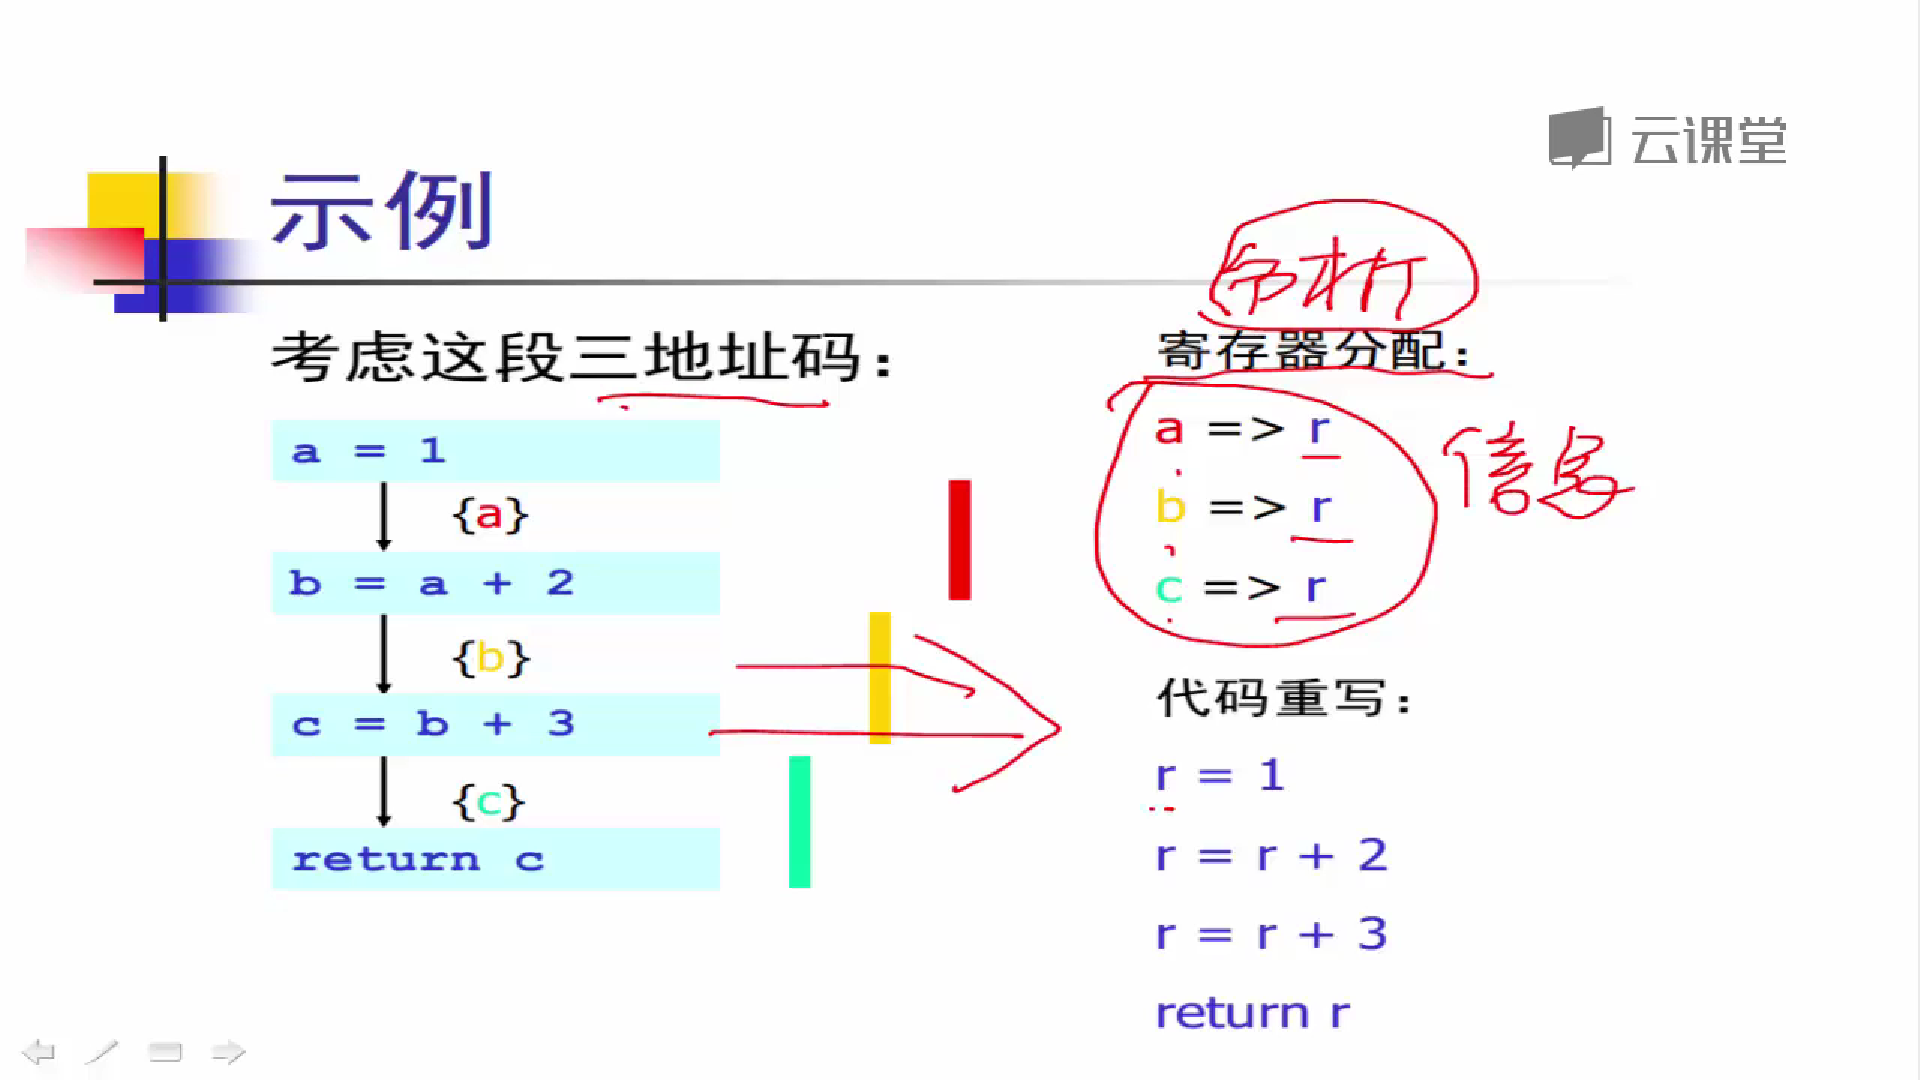 云课堂
示例
分析
考虑这段三地址码：
a = 1
{a}
b = a + 2
{b}
c = b + 3
{c}
return c
寄存器分配：
a => r
b => r
c => r
信息
代码重写：
r = 1
r = r + 2
r = r + 3
return r